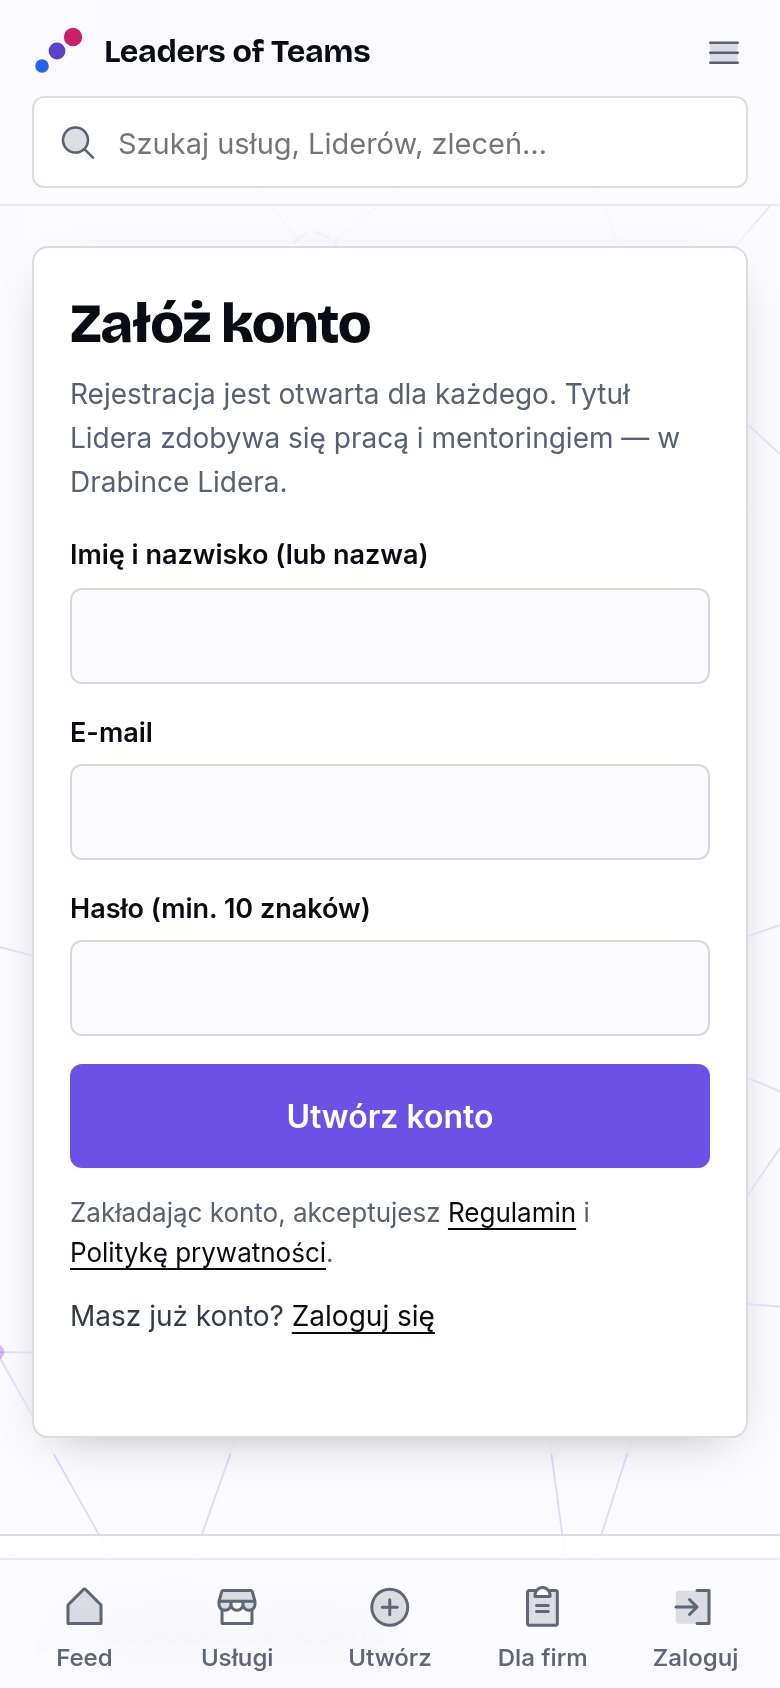 Leaders of Teams
Szukaj usług, Liderów, zleceń...
Załóż konto
Rejestracja jest otwarta dla każdego. Tytuł
Lidera zdobywa się pracą i mentoringiem — w
Drabince Lidera.
Imię i nazwisko (lub nazwa)
E-mail
Hasło (min. 10 znaków)
Utwórz konto
Zakładając konto, akceptujesz Regulamin i
Politykę prywatności.
Masz już konto? Zaloguj się
Feed Usługi Utwórz Dla firm Zaloguj